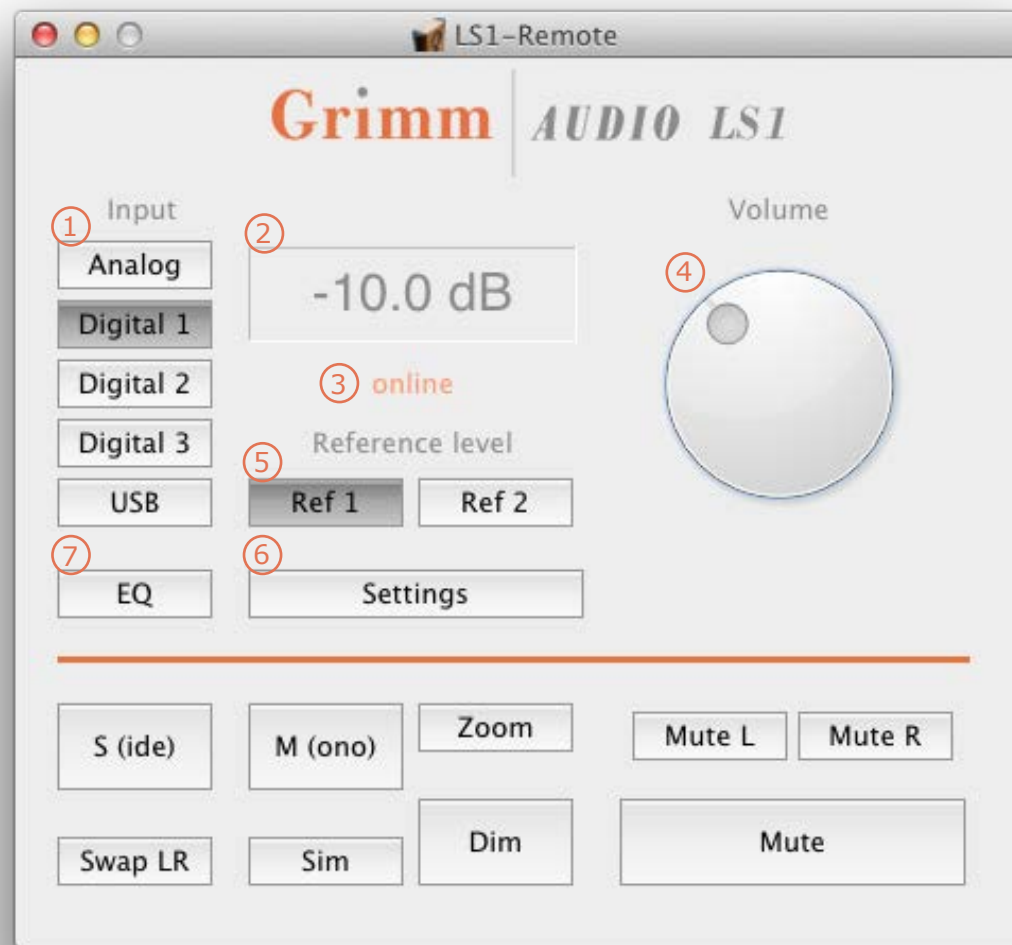 LS1-Remote
Grimm AUDIO LS1
Input
Volume
1
2
4
Analog
-10.0 dB
Digital 1
Digital 2
3 online
Digital 3
Reference level
5
USB
Ref 1
Ref 2
7
6
EQ
Settings
S (ide)
M (ono)
Zoom
Mute L
Mute R
Swap LR
Sim
Dim
Mute